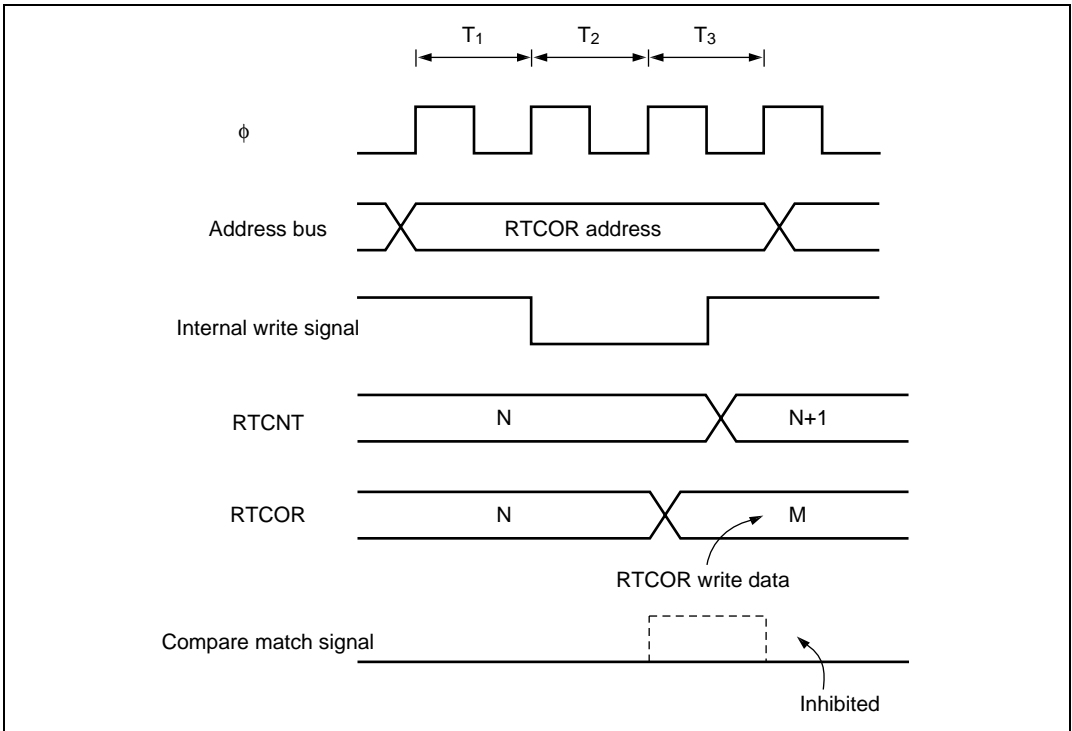 T1 T2 T3
φ
Address bus RTCOR address
Internal write signal
RTCNT N N+1
RTCOR N M
RTCOR write data
Compare match signal
Inhibited